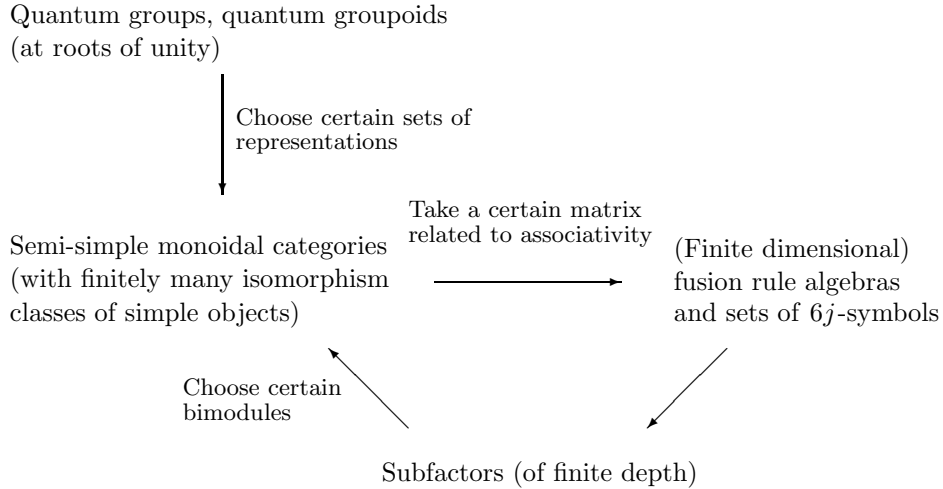 Quantum groups, quantum groupoids
(at roots of unity)
Choose certain sets of
representations
Take a certain matrix
related to associativity
Semi-simple monoidal categories
(with finitely many isomorphism
classes of simple objects)
(Finite dimensional)
fusion rule algebras
and sets of 6j-symbols
Choose certain
bimodules
Subfactors (of finite depth)